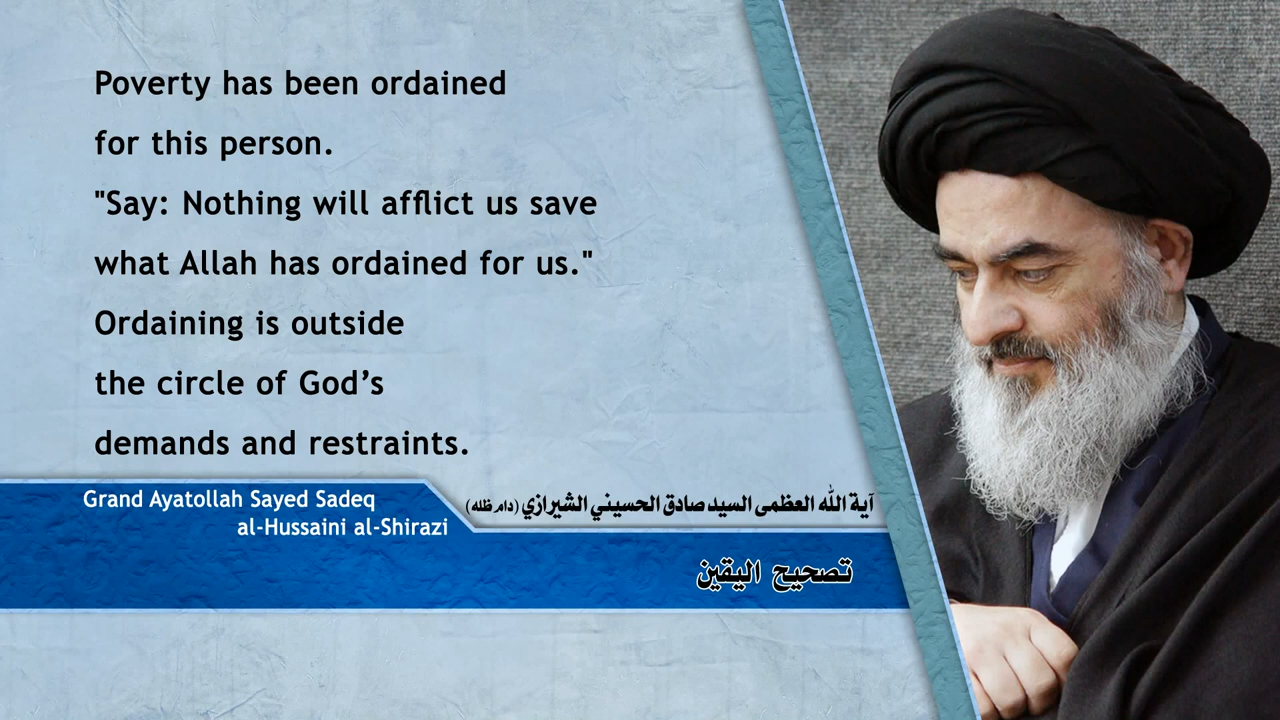 Poverty has been ordained
for this person.
"Say: Nothing will afflict us save
what Allah has ordained for us."
Ordaining is outside
the circle of God’s
demands and restraints.
Grand Ayatollah Sayed Sadeq
al-Hussaini al-Shirazi
آية الله العظمى السيد صادق الحسيني الشيرازي (دام ظله)
تصحيح اليقين